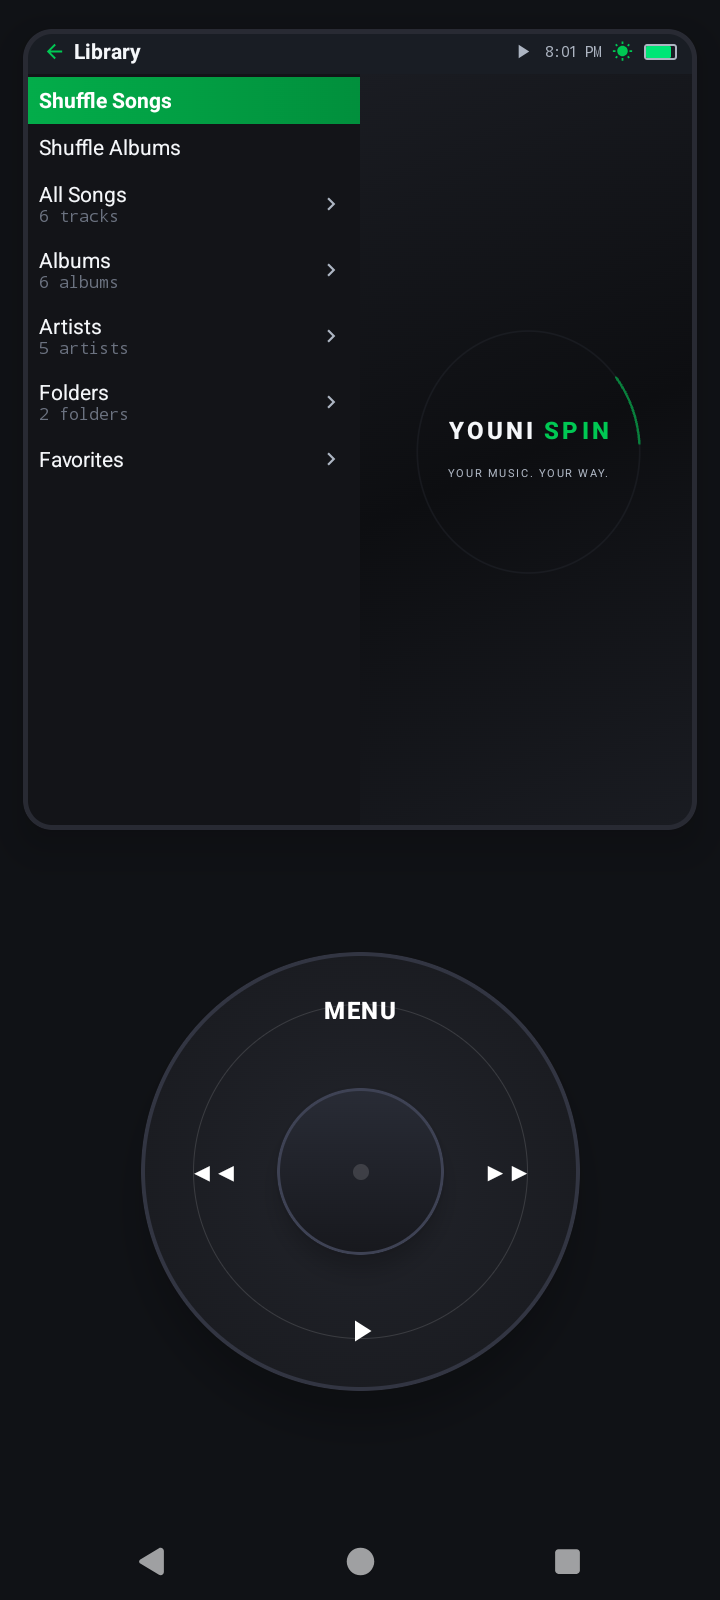 Library
8:01 PM
Shuffle Songs
Shuffle Albums
All Songs
6 tracks
Albums
6 albums
Artists
5 artists
Folders
2 folders
Favorites
YOUNI SPIN
YOUR MUSIC. YOUR WAY.
MENU